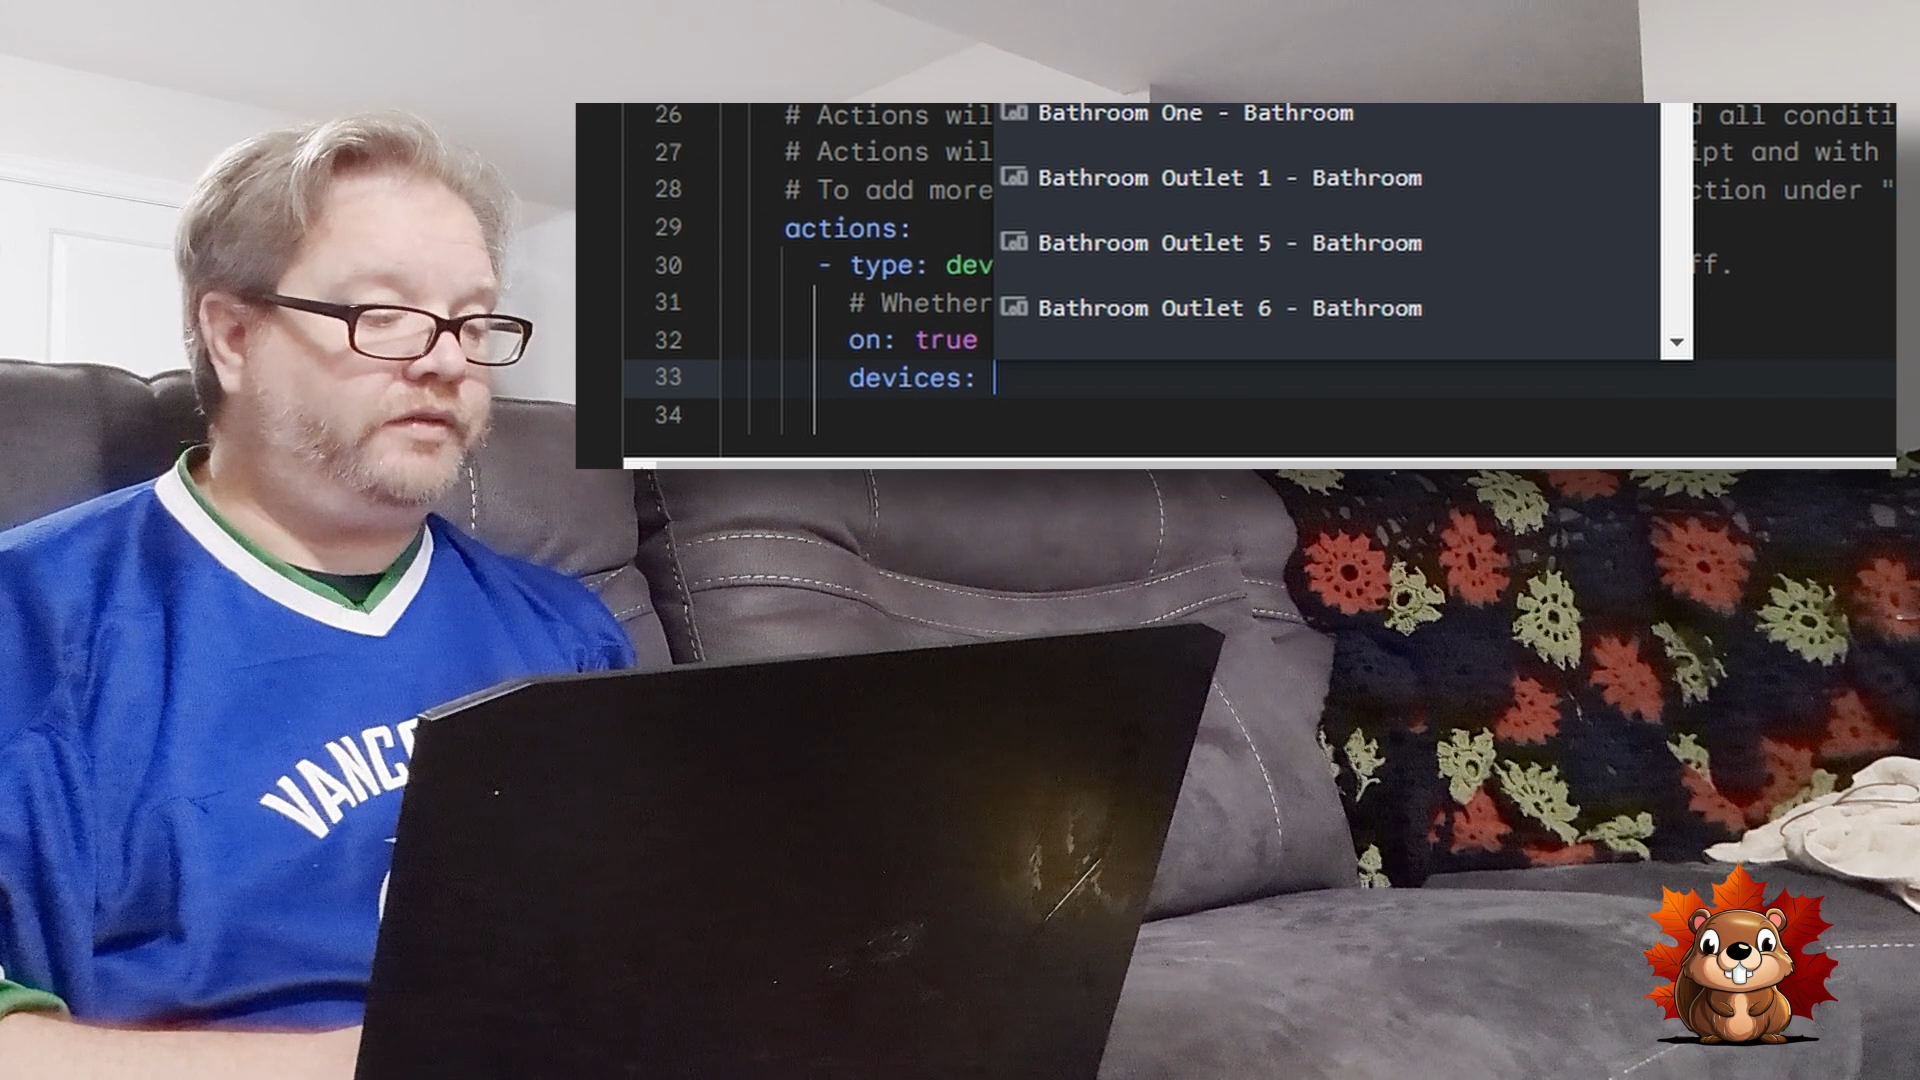 26 # Actions wil
d all conditi
27 # Actions wil
ipt and with
28 # To add more
ction under "
29 actions:
30 - type: dev
ff.
31 # Whether
32 on: true
33 devices:
34
Bathroom One - Bathroom
Bathroom Outlet 1 - Bathroom
Bathroom Outlet 5 - Bathroom
Bathroom Outlet 6 - Bathroom
VANCO